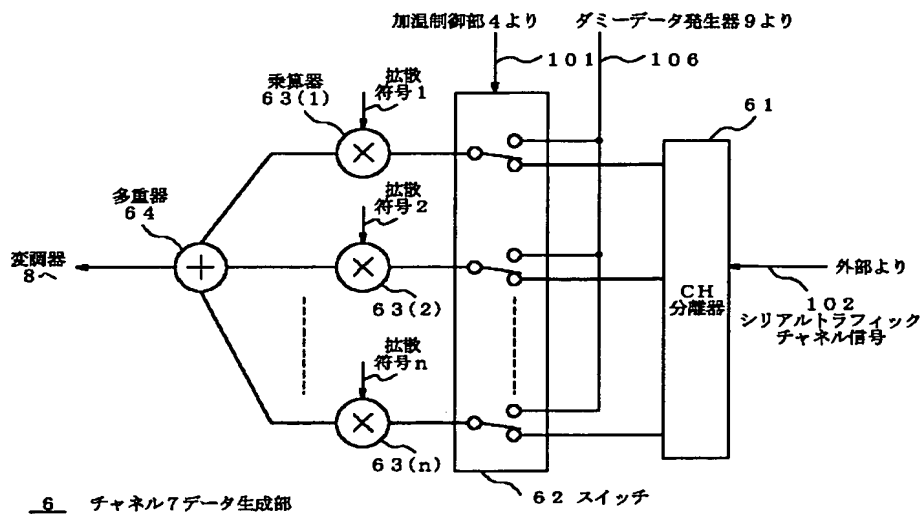 加温制御部４より
ダミーデータ発生器９より
１０１
１０６
乗算器
６３(１)
拡散
符号１
６１
多重器
６４
拡散
符号２
変調器
８へ
外部より
６３(２)
ＣＨ
分離器
１０２
シリアルトラフィック
チャネル信号
拡散
符号ｎ
６３(ｎ)
６２ スイッチ
６ チャネル７データ生成部